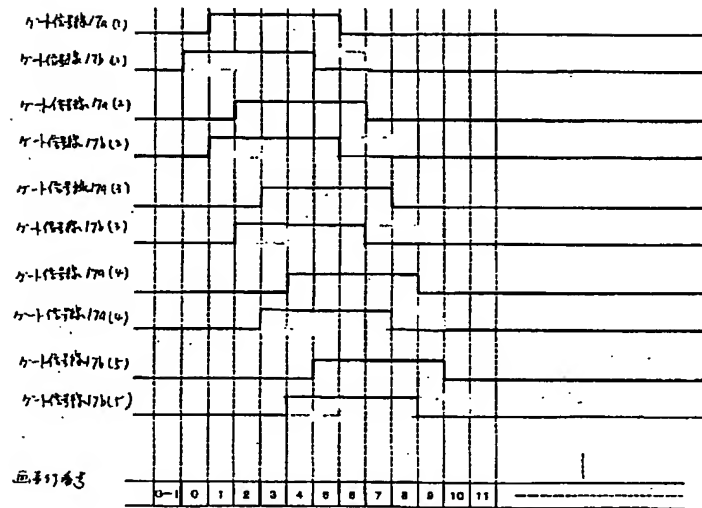 ゲート信号線17a(1)
ゲート信号線17b(1)
ゲート信号線17a(2)
ゲート信号線17b(2)
ゲート信号線17a(3)
ゲート信号線17b(3)
ゲート信号線17a(4)
ゲート信号線17a(4)
ゲート信号線17b(5)
ゲート信号線17b(5)
画素行番号
0-1 0 1 2 3 4 5 6 7 8 9 10 11